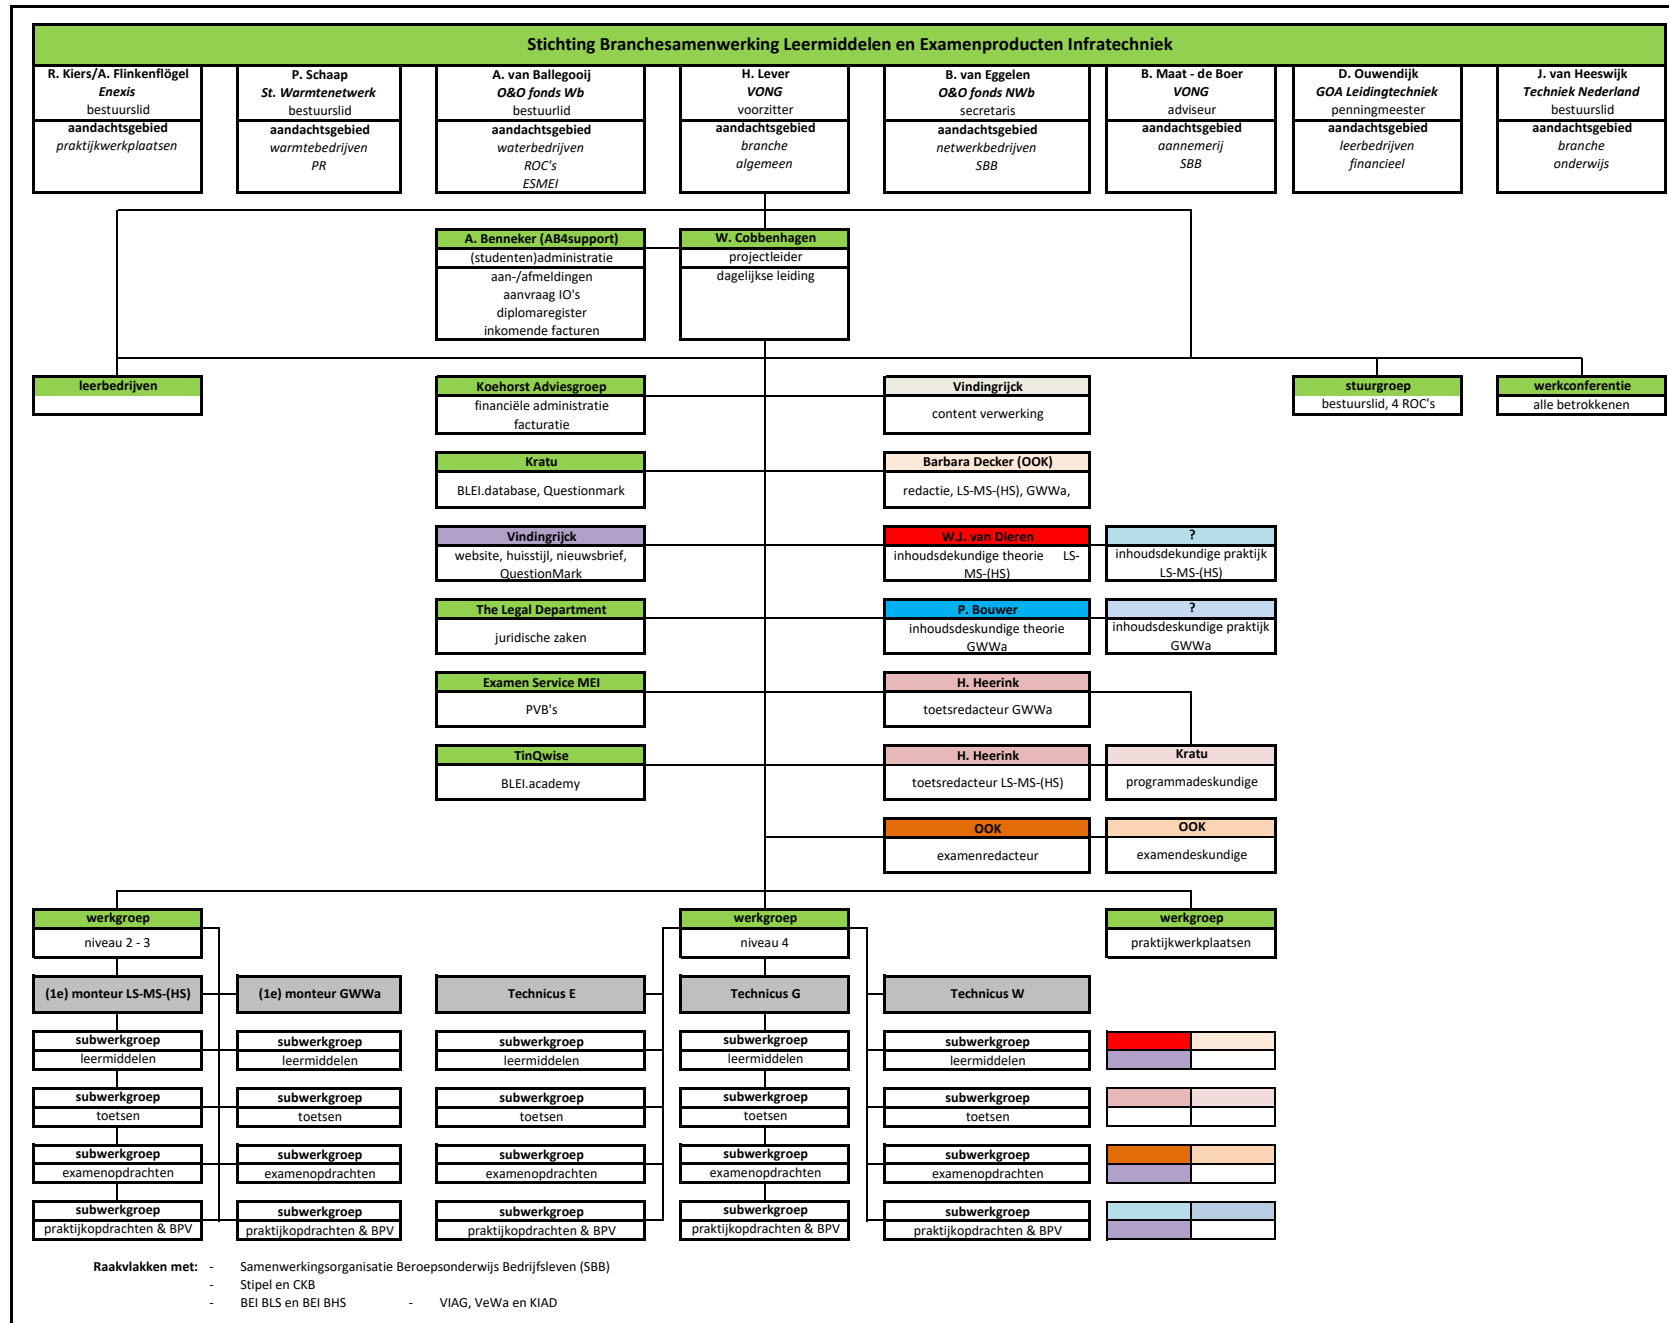 Stichting Branchesamenwerking Leermiddelen en Examenproducten Infratechniek
R. Kiers/A. Flinkenflögel
Enexis
bestuurslid
aandachtsgebied
praktijkwerkplaatsen
P. Schaap
St. Warmtenetwerk
bestuurslid
aandachtsgebied
warmtebedrijven
PR
A. van Ballegooij
O&O fonds Wb
bestuurlid
aandachtsgebied
waterbedrijven
ROC's
ESMEI
H. Lever
VONG
voorzitter
aandachtsgebied
branche
algemeen
B. van Eggelen
O&O fonds NWb
secretaris
aandachtsgebied
netwerkbedrijven
SBB
B. Maat - de Boer
VONG
adviseur
aandachtsgebied
aannemerij
SBB
D. Ouwendijk
GOA Leidingtechniek
penningmeester
aandachtsgebied
leerbedrijven
financieel
J. van Heeswijk
Techniek Nederland
bestuurslid
aandachtsgebied
branche
onderwijs
A. Benneker (AB4support)
(studenten)administratie
aan-/afmeldingen
aanvraag IO's
diplomaregister
inkomende facturen
W. Cobbenhagen
projectleider
dagelijkse leiding
leerbedrijven
Koehorst Adviesgroep
financiële administratie
facturatie
Vindingrijck
content verwerking
stuurgroep
bestuurslid, 4 ROC's
werkconferentie
alle betrokkenen
Kratu
BLEI.database, Questionmark
Barbara Decker (OOK)
redactie, LS-MS-(HS), GWWa,
Vindingrijck
website, huisstijl, nieuwsbrief,
QuestionMark
W.J. van Dieren
inhoudsdekundige theorie LS-
MS-(HS)
?
inhoudsdekundige praktijk
LS-MS-(HS)
The Legal Department
juridische zaken
P. Bouwer
inhoudsdeskundige theorie
GWWa
?
inhoudsdeskundige praktijk
GWWa
Examen Service MEI
PVB's
H. Heerink
toetsredacteur GWWa
TinQwise
BLEI.academy
H. Heerink
toetsredacteur LS-MS-(HS)
Kratu
programmadeskundige
OOK
examenredacteur
OOK
examendeskundige
werkgroep
niveau 2 - 3
werkgroep
niveau 4
werkgroep
praktijkwerkplaatsen
(1e) monteur LS-MS-(HS)
(1e) monteur GWWa
Technicus E
Technicus G
Technicus W
subwerkgroep
leermiddelen
subwerkgroep
leermiddelen
subwerkgroep
leermiddelen
subwerkgroep
leermiddelen
subwerkgroep
leermiddelen
subwerkgroep
toetsen
subwerkgroep
toetsen
subwerkgroep
toetsen
subwerkgroep
toetsen
subwerkgroep
toetsen
subwerkgroep
examenopdrachten
subwerkgroep
examenopdrachten
subwerkgroep
examenopdrachten
subwerkgroep
examenopdrachten
subwerkgroep
examenopdrachten
subwerkgroep
praktijkopdrachten & BPV
subwerkgroep
praktijkopdrachten & BPV
subwerkgroep
praktijkopdrachten & BPV
subwerkgroep
praktijkopdrachten & BPV
subwerkgroep
praktijkopdrachten & BPV
Raakvlakken met: - Samenwerkingsorganisatie Beroepsonderwijs Bedrijfsleven (SBB)
- Stipel en CKB
- BEI BLS en BEI BHS - VIAG, VeWa en KIAD